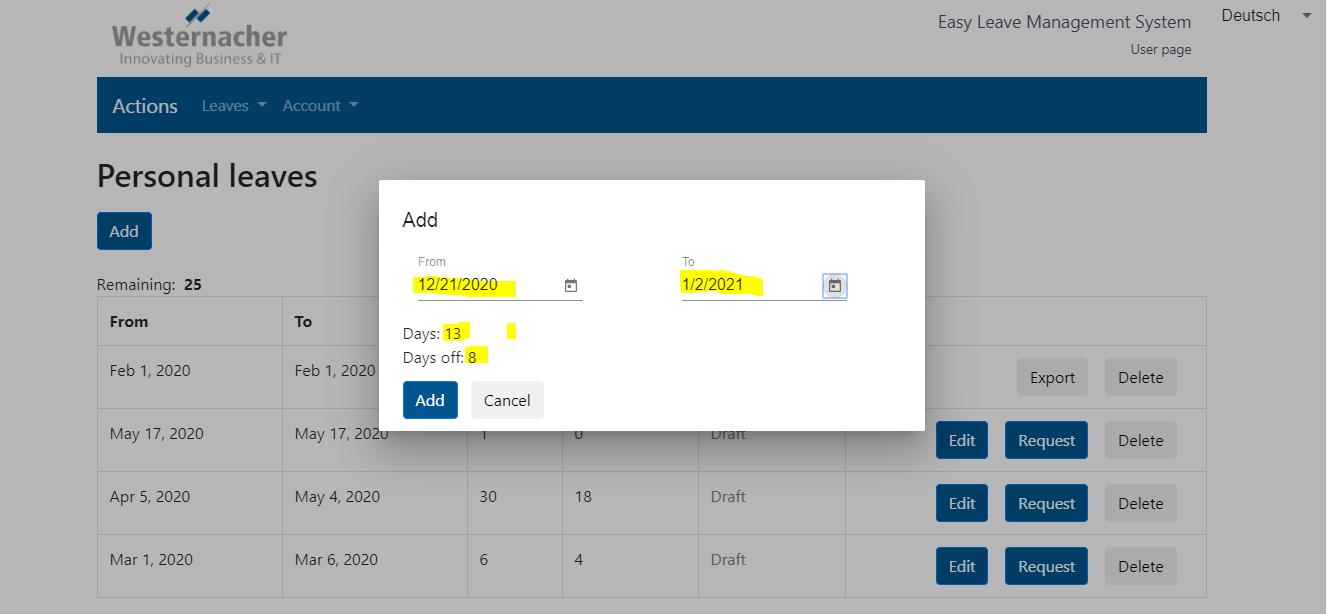 Westernacher
Innovating Business & IT
Easy Leave Management System
User page
Deutsch
Actions Leaves Account
Personal leaves
Add
Remaining: 25
From To
Feb 1, 2020 Feb 1, 2020 Export Delete
May 17, 2020 May 17, 2020 1 0 Draft Edit Request Delete
Apr 5, 2020 May 4, 2020 30 18 Draft Edit Request Delete
Mar 1, 2020 Mar 6, 2020 6 4 Draft Edit Request Delete
Add
From To
12/21/2020 1/2/2021
Days: 13
Days off: 8
Add Cancel